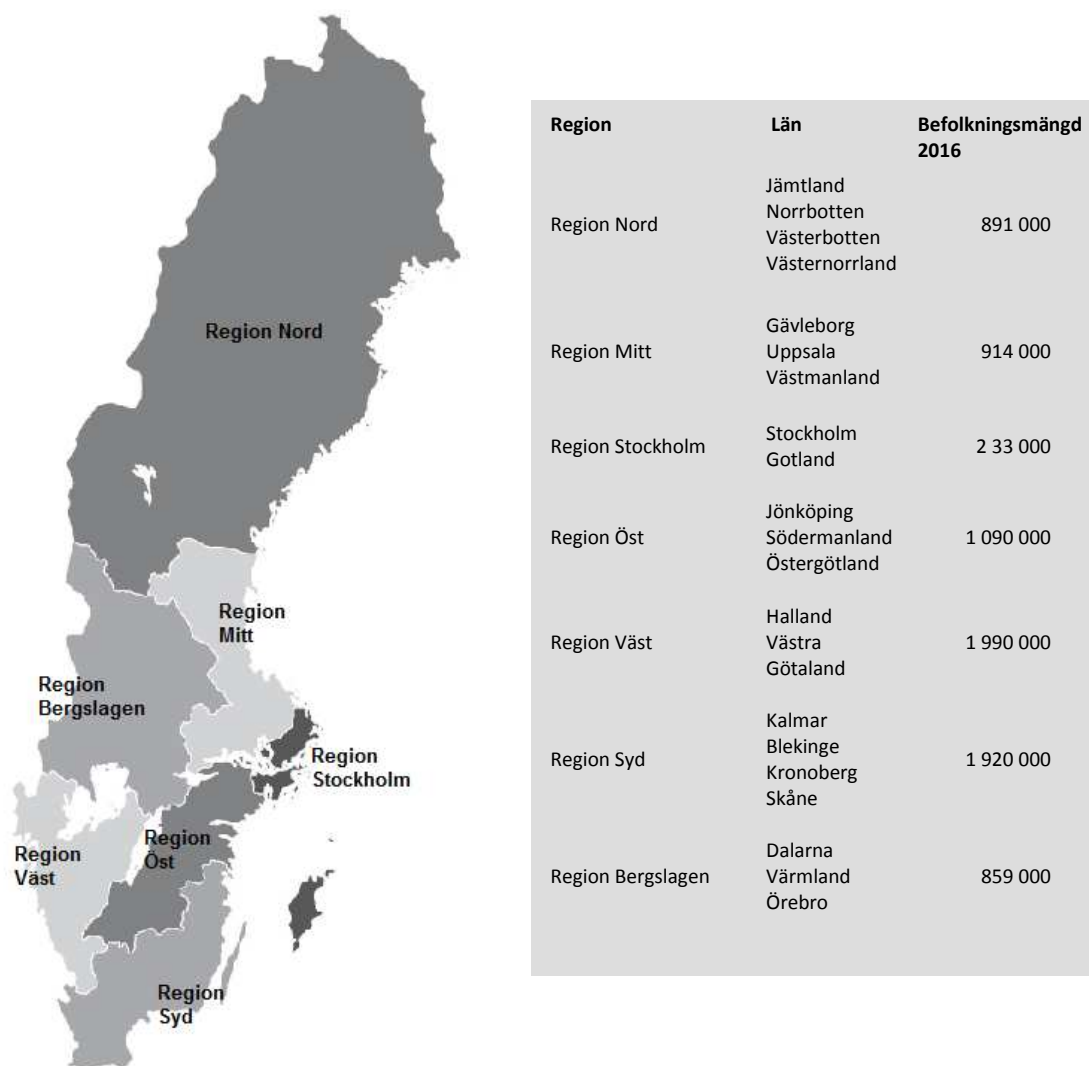 Region Nord
Region
Mitt
Region
Bergslagen
Region
Stockholm
Region
Öst
Region
Väst
Region
Syd
Region Län Befolkningsmängd
2016
Jämtland
Norrbotten
Region Nord 891 000
Västerbotten
Västernorrland
Gävleborg
Region Mitt Uppsala 914 000
Västmanland
Stockholm
Region Stockholm 2 33 000
Gotland
Jönköping
Region Öst Södermanland 1 090 000
Östergötland
Halland
Region Väst Västra 1 990 000
Götaland
Kalmar
Blekinge
Region Syd 1 920 000
Kronoberg
Skåne
Dalarna
Region Bergslagen Värmland 859 000
Örebro